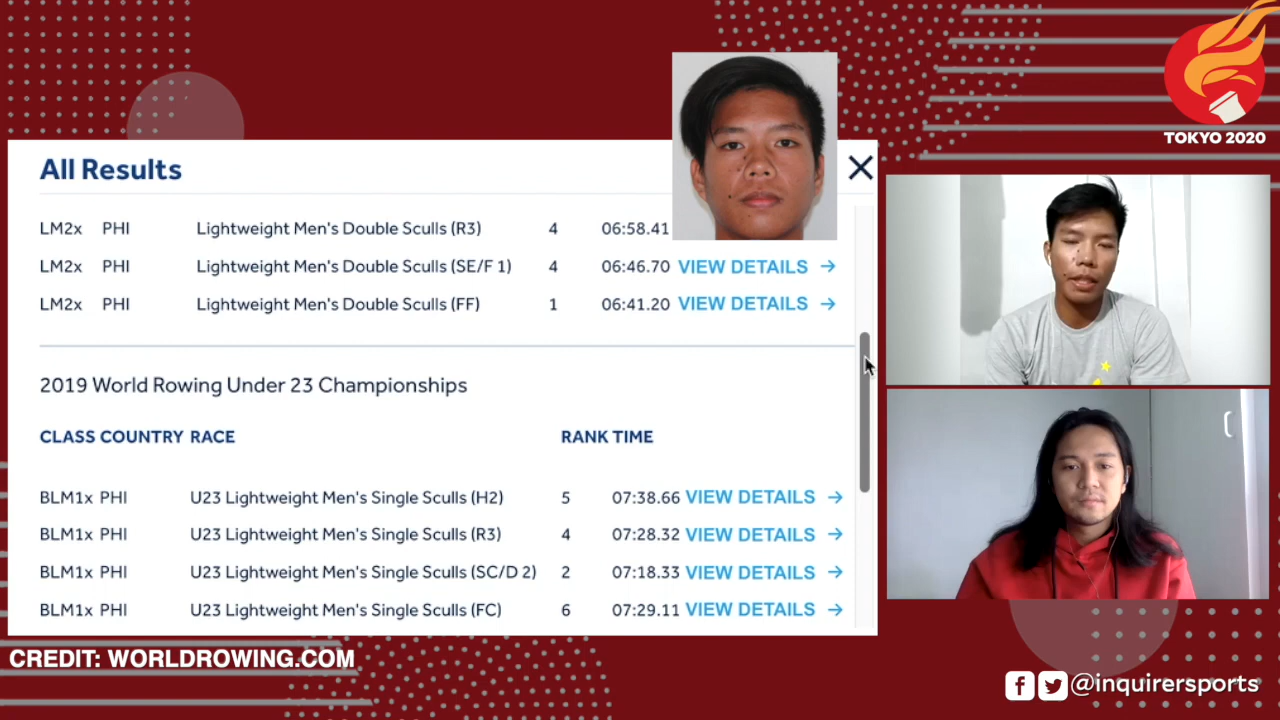 TOKYO 2020
All Results
LM2x PHI Lightweight Men's Double Sculls (R3) 4 06:58.41
LM2x PHI Lightweight Men's Double Sculls (SE/F 1) 4 06:46.70 VIEW DETAILS →
LM2x PHI Lightweight Men's Double Sculls (FF) 1 06:41.20 VIEW DETAILS →
2019 World Rowing Under 23 Championships
CLASS COUNTRY RACE RANK TIME
BLM1x PHI U23 Lightweight Men's Single Sculls (H2) 5 07:38.66 VIEW DETAILS →
BLM1x PHI U23 Lightweight Men's Single Sculls (R3) 4 07:28.32 VIEW DETAILS →
BLM1x PHI U23 Lightweight Men's Single Sculls (SC/D 2) 2 07:18.33 VIEW DETAILS →
BLM1x PHI U23 Lightweight Men's Single Sculls (FC) 6 07:29.11 VIEW DETAILS →
CREDIT: WORLDROWING.COM
@inquirersports